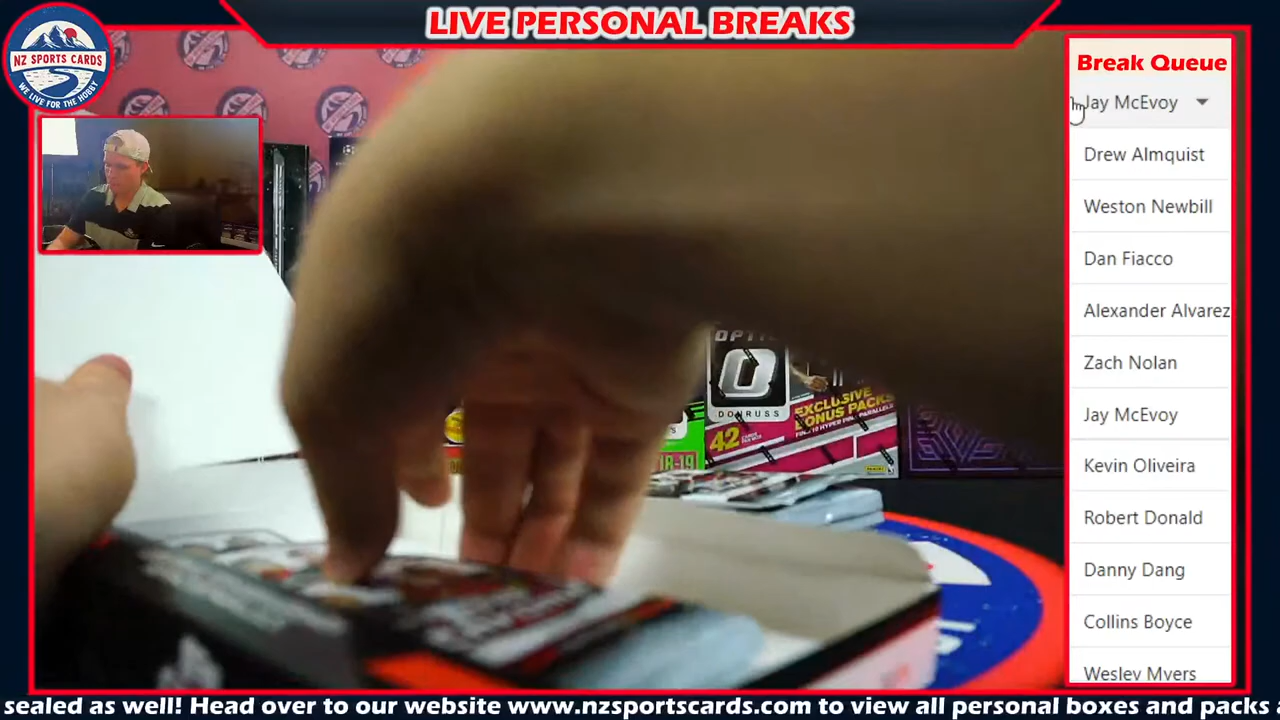 LIVE PERSONAL BREAKS
NZ SPORTS CARDS
WE LIVE FOR THE HOBBY
Break Queue
Jay McEvoy
Drew Almquist
Weston Newbill
Dan Fiacco
Alexander Alvarez
Zach Nolan
Jay McEvoy
Kevin Oliveira
Robert Donald
Danny Dang
Collins Boyce
Wesley Myers
DONRUSS
EXCLUSIVE
BONUS PACKS
42
18-19
sealed as well! Head over to our website www.nzsportscards.com to view all personal boxes and packs